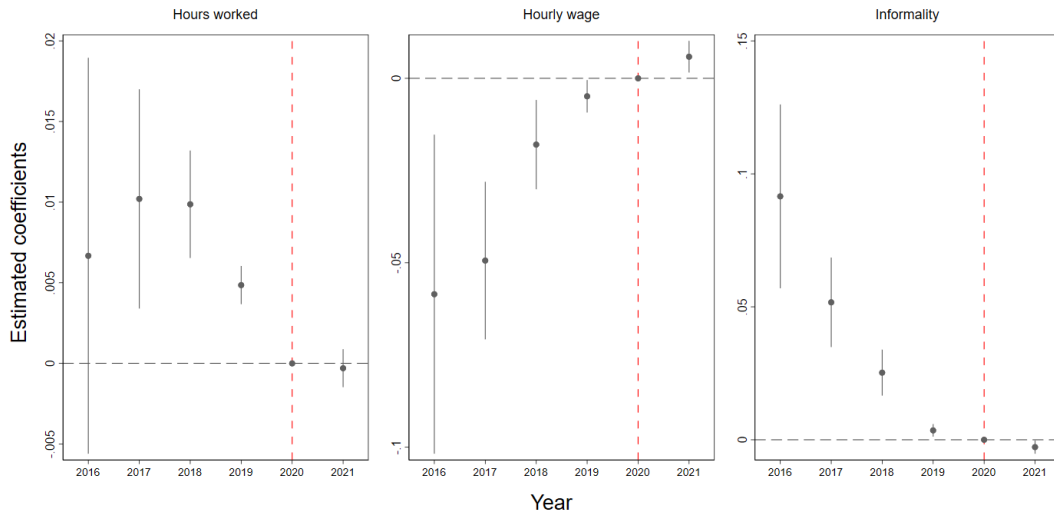 Hours worked
Hourly wage
Informality
Estimated coefficients
.02
.015
.01
.005
0
-.005
2016 2017 2018 2019 2020 2021
0
-.05
-.1
2016 2017 2018 2019 2020 2021
.15
.1
.05
0
2016 2017 2018 2019 2020 2021
Year